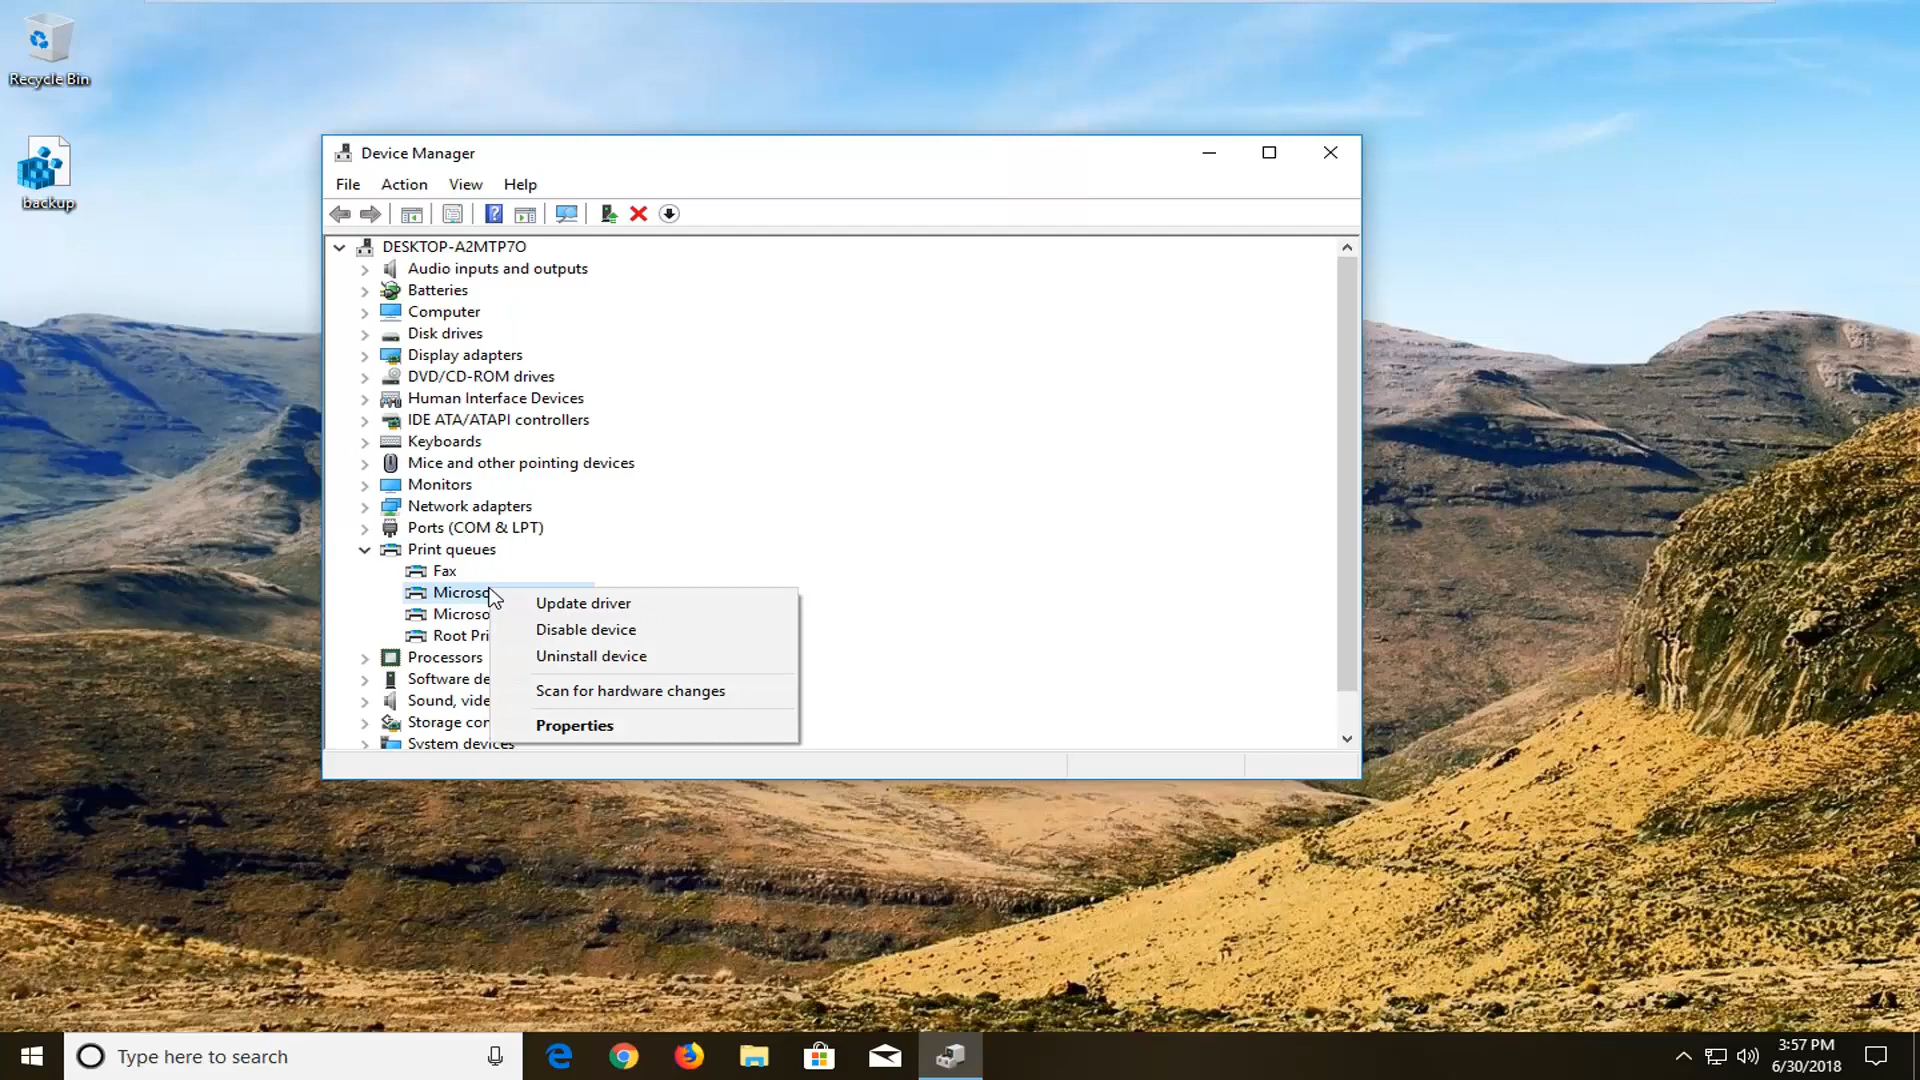 Recycle Bin
backup
Device Manager
File Action View Help
DESKTOP-A2MTP7O
Audio inputs and outputs
Batteries
Computer
Disk drives
Display adapters
DVD/CD-ROM drives
Human Interface Devices
IDE ATA/ATAPI controllers
Keyboards
Mice and other pointing devices
Monitors
Network adapters
Ports (COM & LPT)
Print queues
Fax
Microso
Microso
Root Pri
Processors
Software de
Sound, vide
Storage con
System devices
Update driver
Disable device
Uninstall device
Scan for hardware changes
Properties
Type here to search
3:57 PM
6/30/2018